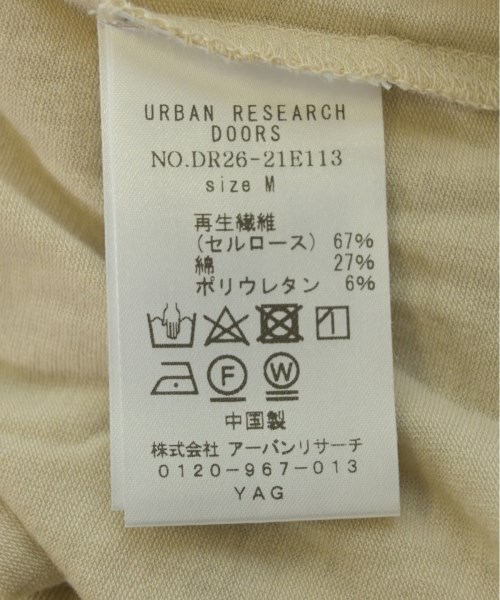 URBAN RESEARCH
DOORS
NO.DR26-21E113
size M
再生繊維
(セルロース) 67%
綿 27%
ポリウレタン 6%
F W
中国製
株式会社 アーバンリサーチ
0120-967-013
YAG